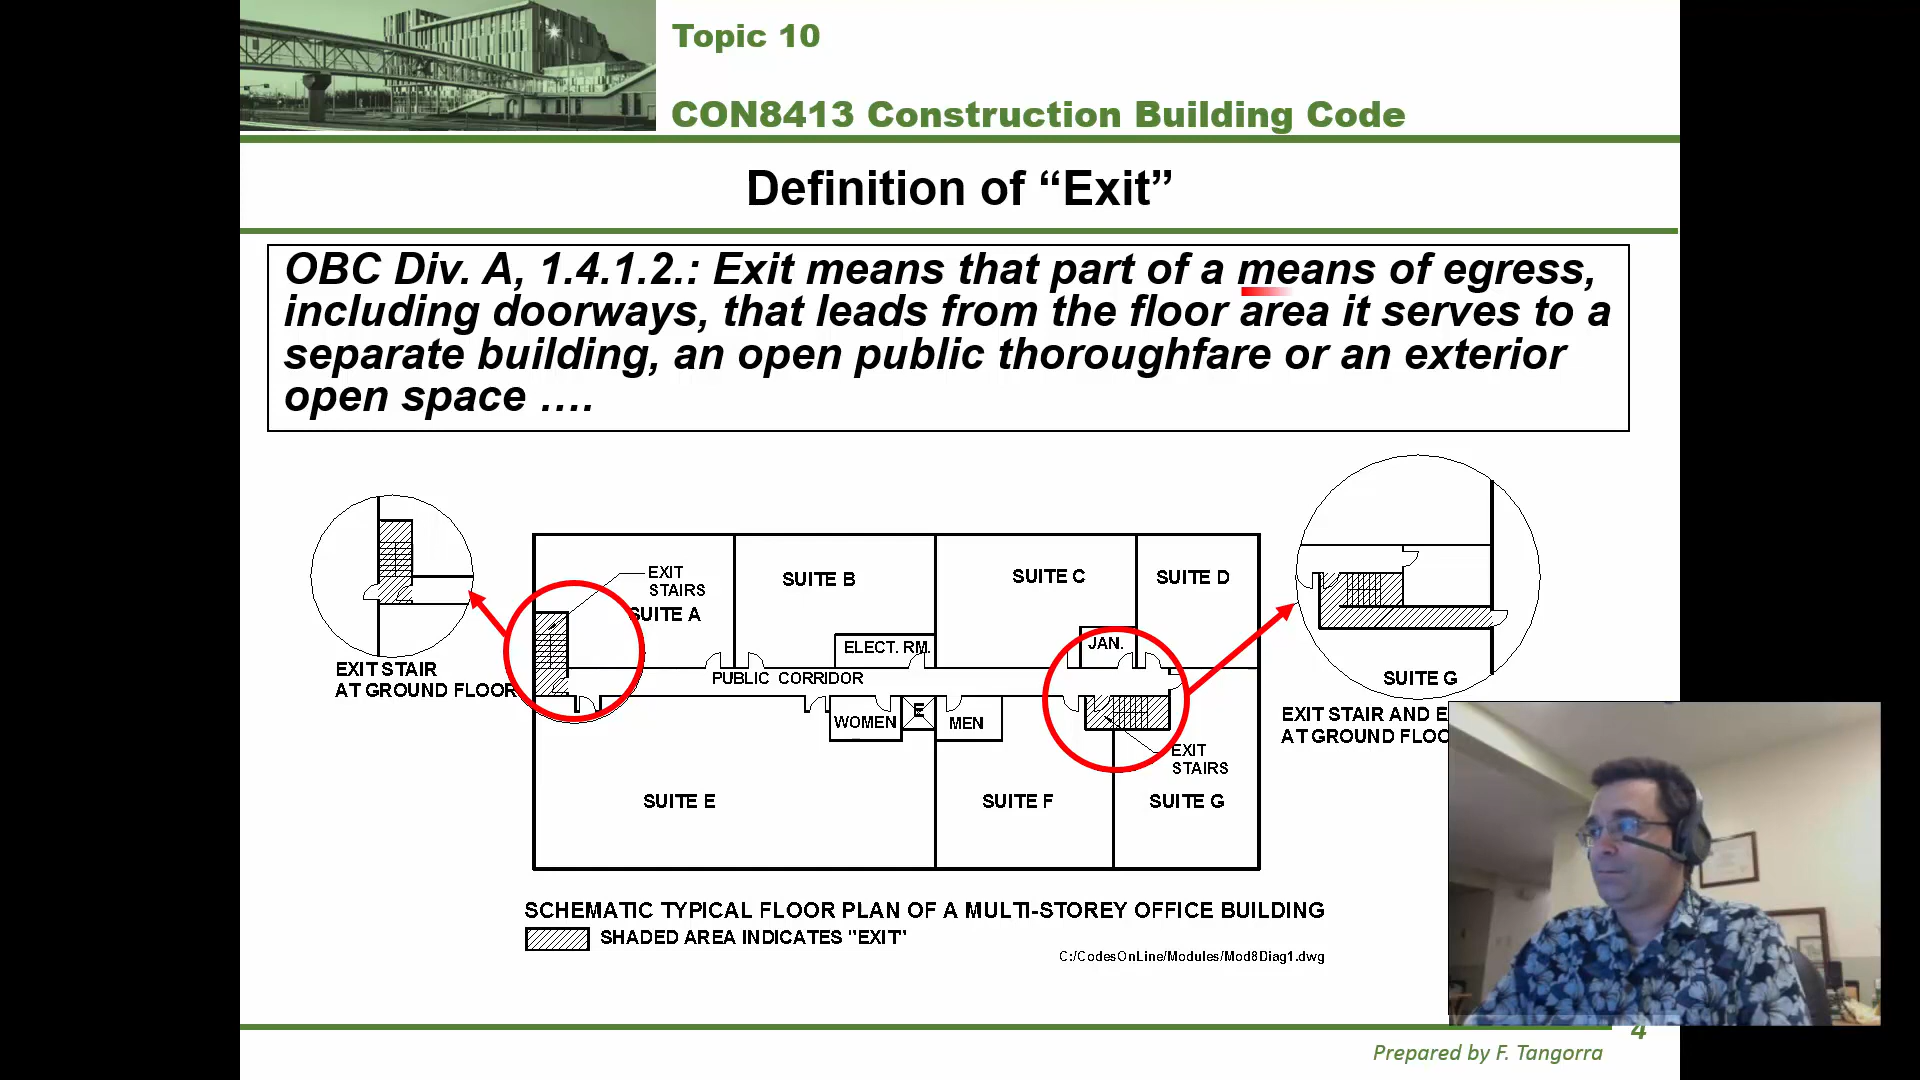 Topic 10
CON8413 Construction Building Code
Definition of “Exit”
OBC Div. A, 1.4.1.2.: Exit means that part of a means of egress,
including doorways, that leads from the floor area it serves to a
separate building, an open public thoroughfare or an exterior
open space ….
EXIT STAIR
AT GROUND FLOOR
EXIT
STAIRS
SUITE A
SUITE B
SUITE C
SUITE D
ELECT. RM.
JAN.
PUBLIC CORRIDOR
WOMEN
E
MEN
EXIT
STAIRS
SUITE E
SUITE F
SUITE G
SUITE G
EXIT STAIR AND E
AT GROUND FLOO
SCHEMATIC TYPICAL FLOOR PLAN OF A MULTI-STOREY OFFICE BUILDING
SHADED AREA INDICATES "EXIT"
C:/CodesOnLine/Modules/Mod8Diag1.dwg
4
Prepared by F. Tangorra